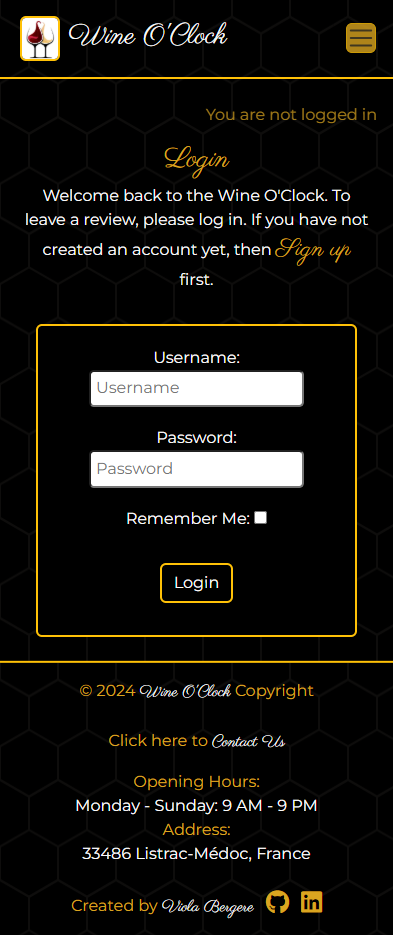 Wine O'Clock
You are not logged in
Login
Welcome back to the Wine O'Clock. To
leave a review, please log in. If you have not
created an account yet, then Sign up
first.
Username:
Username
Password:
Password
Remember Me:
Login
© 2024 Wine O'Clock Copyright
Click here to Contact Us
Opening Hours:
Monday - Sunday: 9 AM - 9 PM
Address:
33486 Listrac-Médoc, France
Created by Viola Bergere